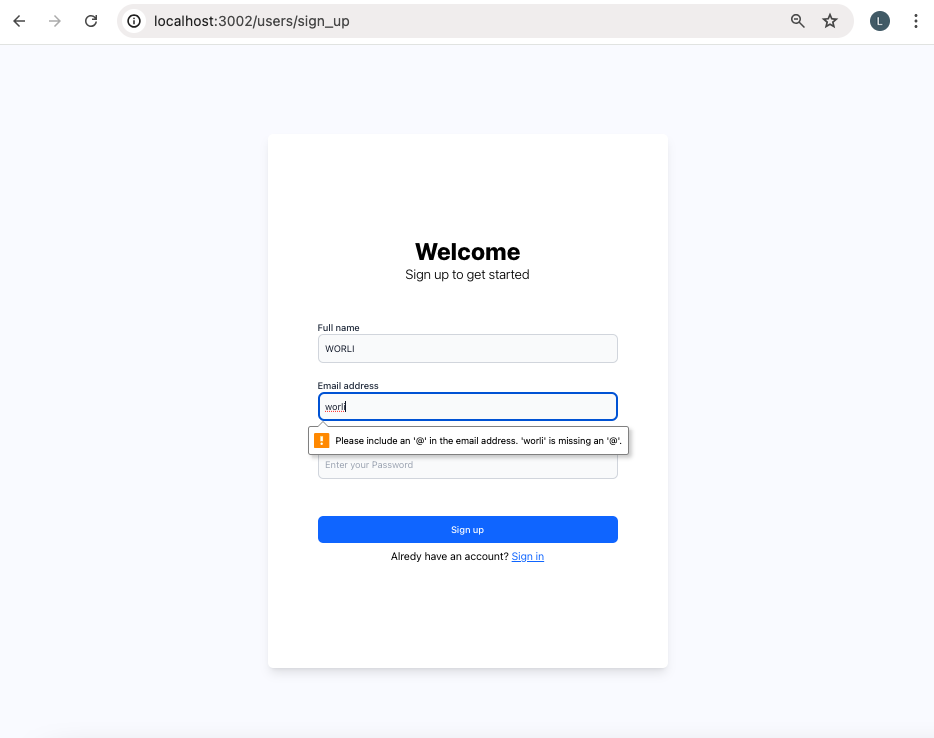 localhost:3002/users/sign_up
L
Welcome
Sign up to get started
Full name
WORLI
Email address
worli
Please include an '@' in the email address. 'worli' is missing an '@'.
Enter your Password
Sign up
Alredy have an account? Sign in